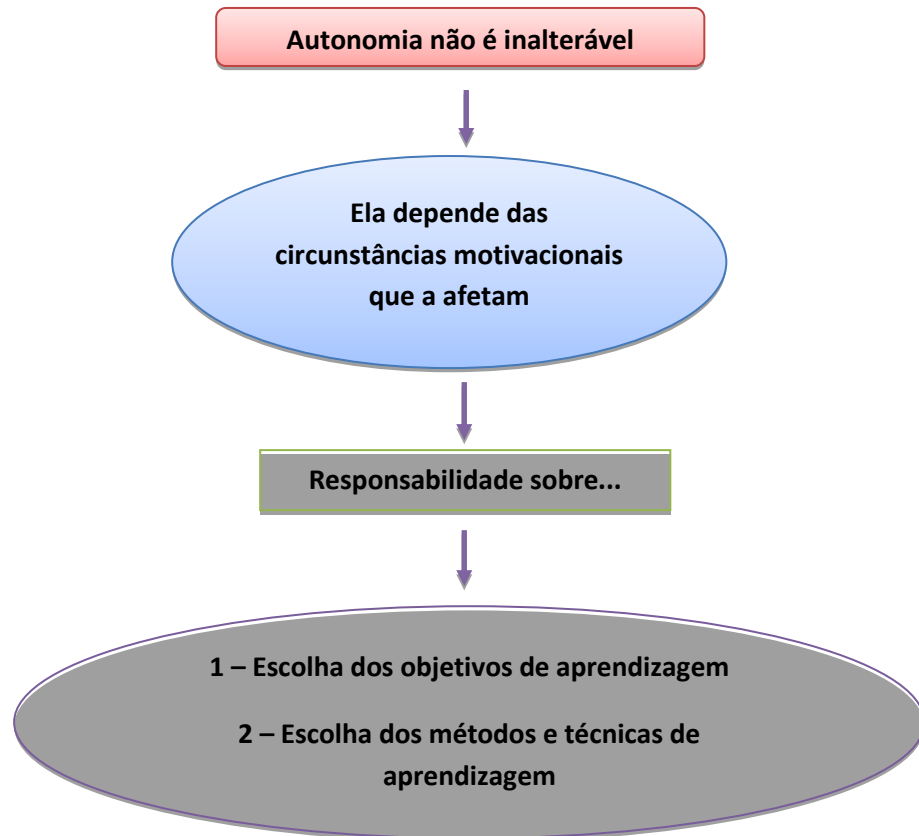 Autonomia não é inalterável
Ela depende das
circunstâncias motivacionais
que a afetam
Responsabilidade sobre...
1 – Escolha dos objetivos de aprendizagem
2 – Escolha dos métodos e técnicas de
aprendizagem